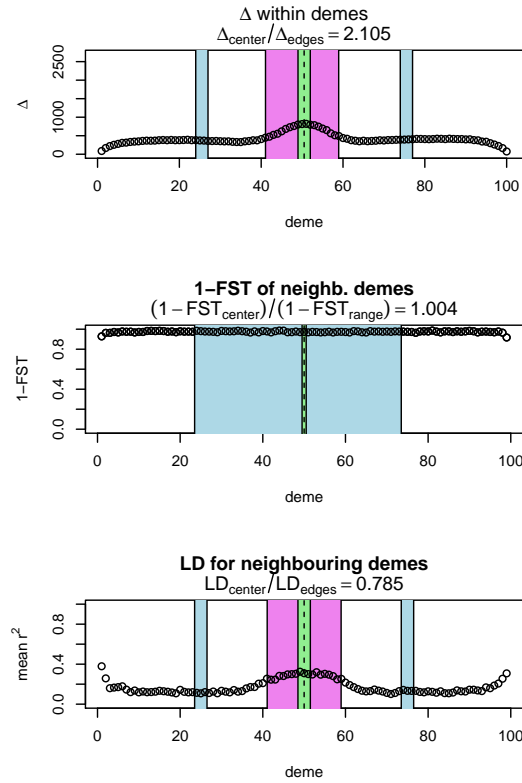 Δ within demes
Δcenter/Δedges = 2.105
Δ
0 1000 2500
0 20 40 60 80 100
deme
1−FST of neighb. demes
(1−FSTcenter)/(1−FSTrange) = 1.004
1−FST
0.0 0.4 0.8
0 20 40 60 80 100
deme
LD for neighbouring demes
LDcenter/LDedges = 0.785
mean r²
0.0 0.4 0.8
0 20 40 60 80 100
deme